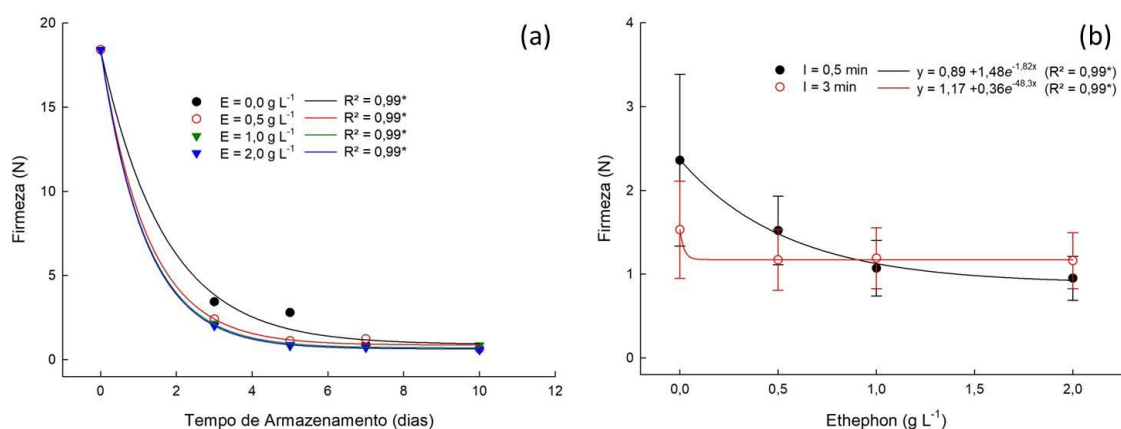 (a)
Firmeza (N)
20
15
10
5
0
E = 0,0 g L⁻¹ R² = 0,99*
E = 0,5 g L⁻¹ R² = 0,99*
E = 1,0 g L⁻¹ R² = 0,99*
E = 2,0 g L⁻¹ R² = 0,99*
0 2 4 6 8 10 12
Tempo de Armazenamento (dias)
(b)
Firmeza (N)
4
3
2
1
0
I = 0,5 min y = 0,89 +1,48e^-1,82x (R² = 0,99*)
I = 3 min y = 1,17 +0,36e^-48,3x (R² = 0,99*)
0,0 0,5 1,0 2,0
Ethephon (g L⁻¹)